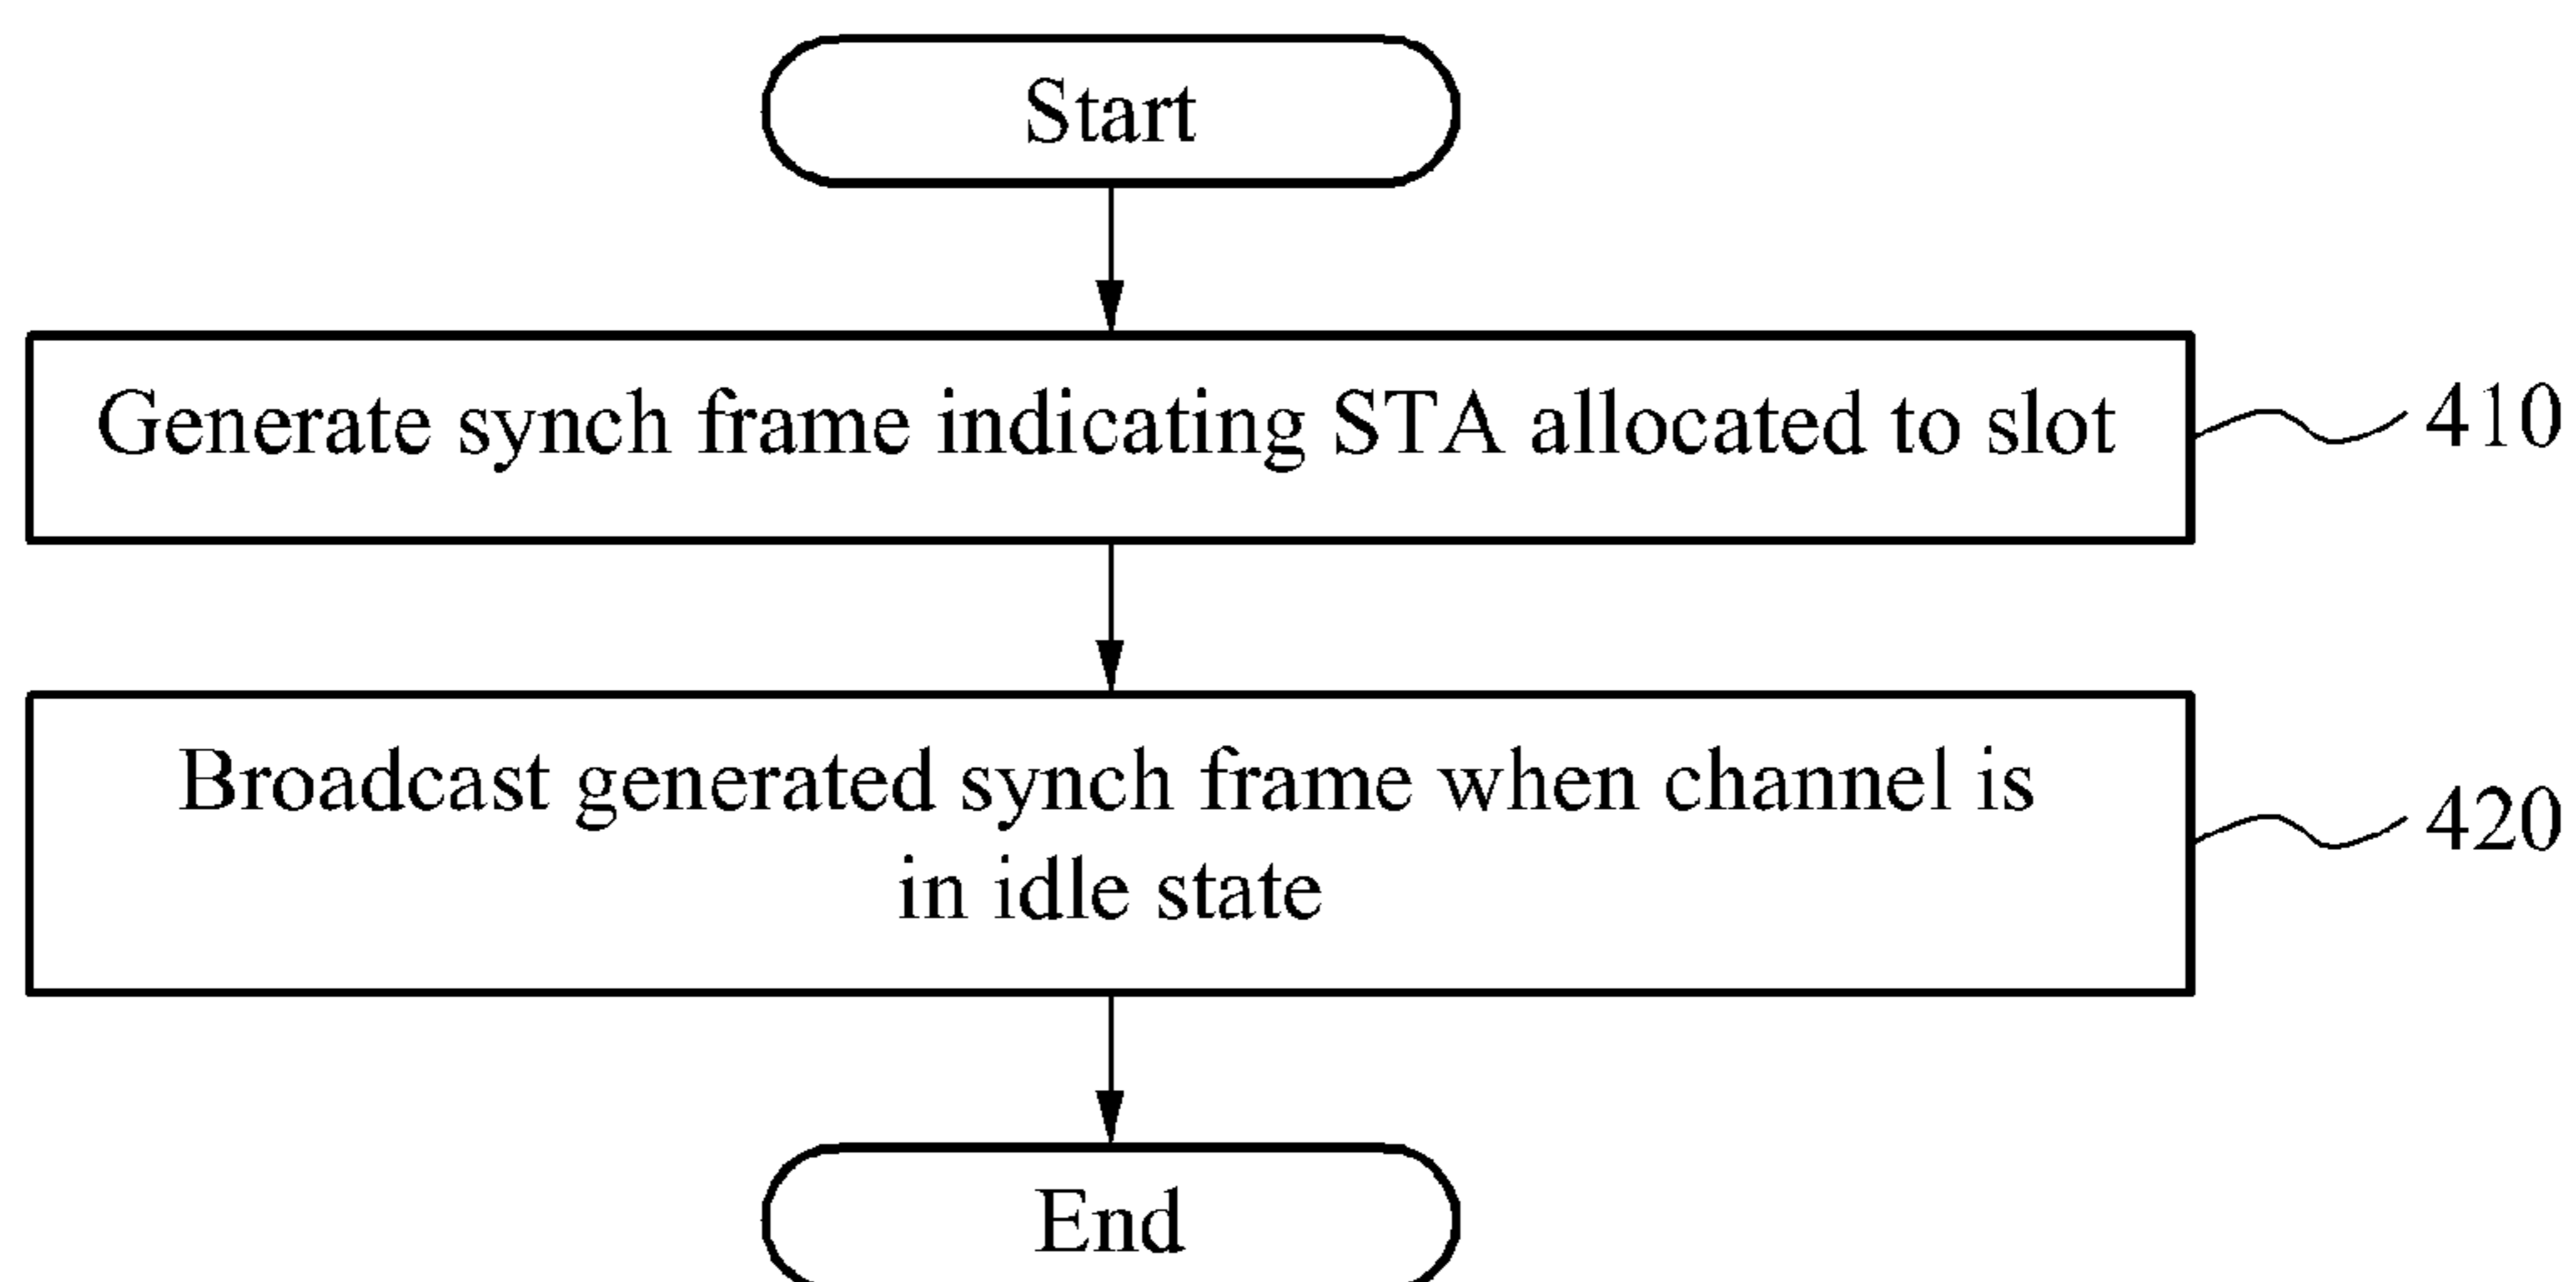 Start
Generate synch frame indicating STA allocated to slot
410
Broadcast generated synch frame when channel is
in idle state
420
End